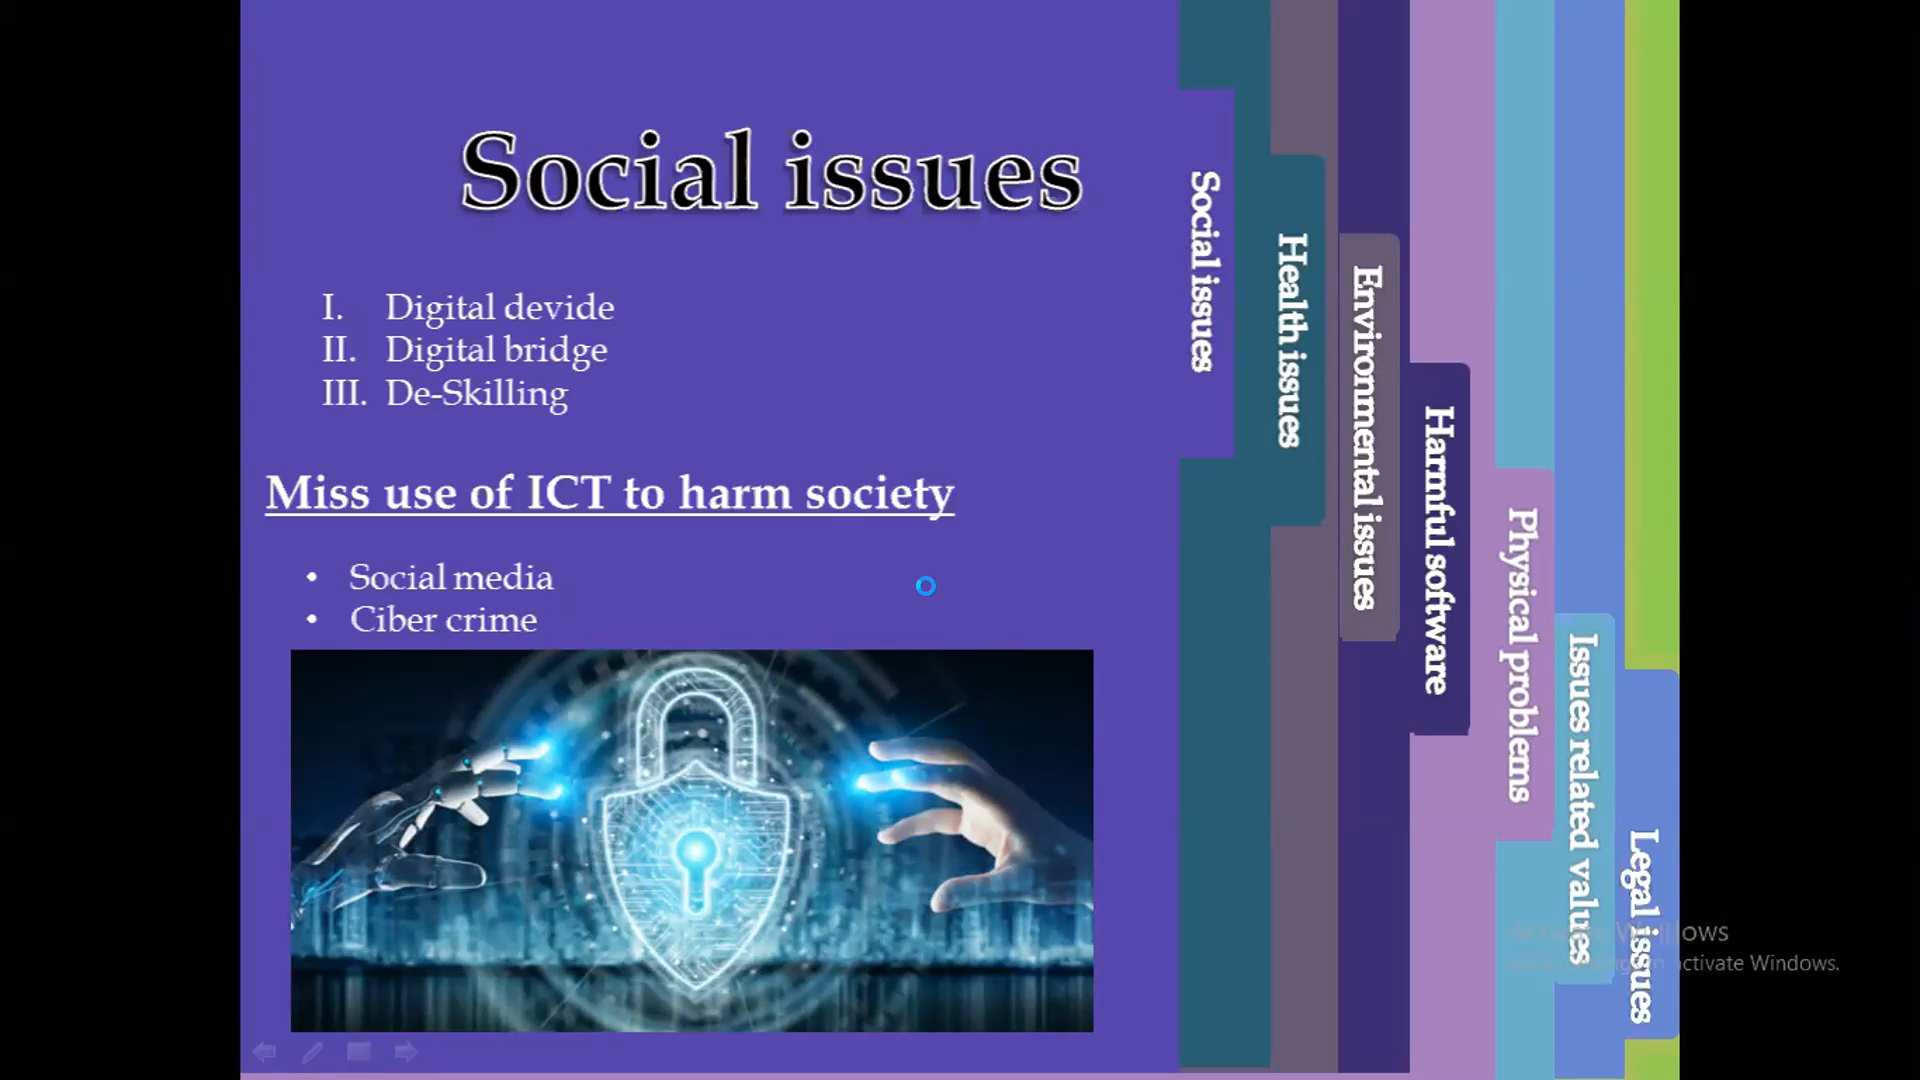 Social issues
I. Digital devide
II. Digital bridge
III. De-Skilling
Miss use of ICT to harm society
• Social media
• Ciber crime
Social issues
Health issues
Environmental issues
Harmful software
Physical problems
Issues related values
Legal issues
activate Windows.